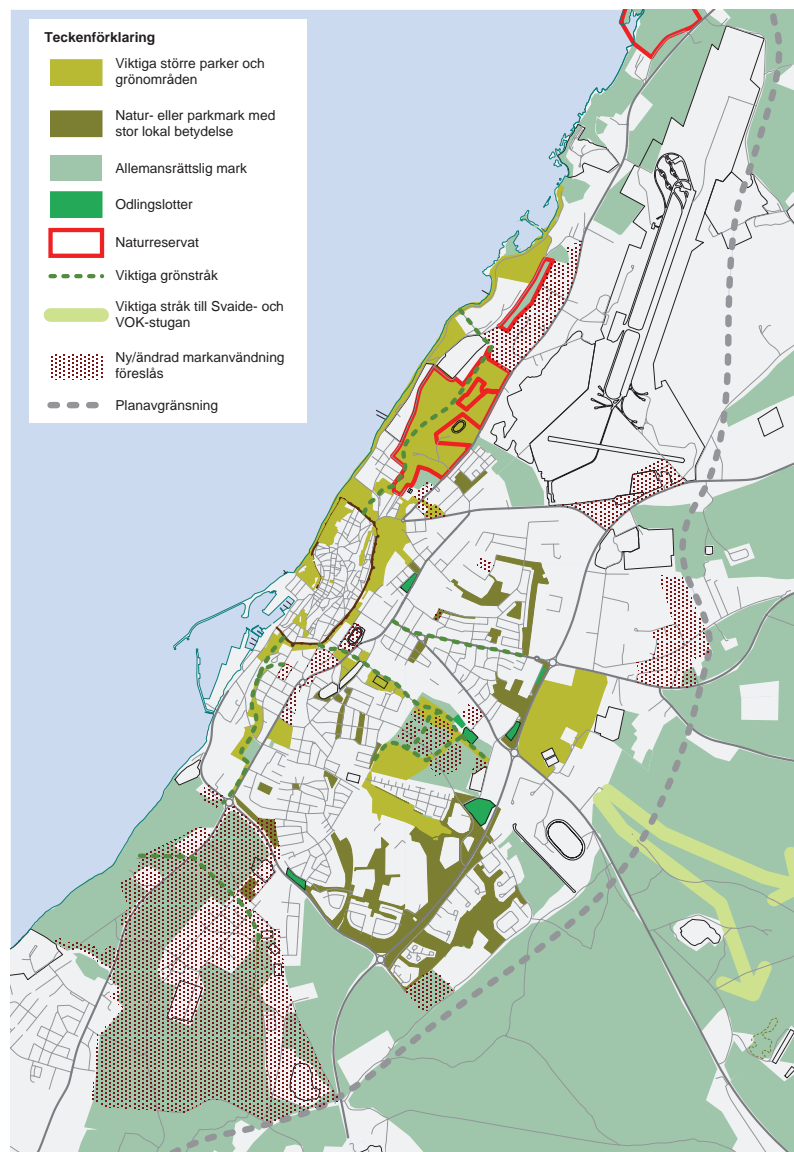 Teckenförklaring
Viktiga större parker och
grönområden
Natur- eller parkmark med
stor lokal betydelse
Allemansrättslig mark
Odlingslotter
Naturreservat
Viktiga grönstråk
Viktiga stråk till Svaide- och
VOK-stugan
Ny/ändrad markanvändning
föreslås
Planavgränsning